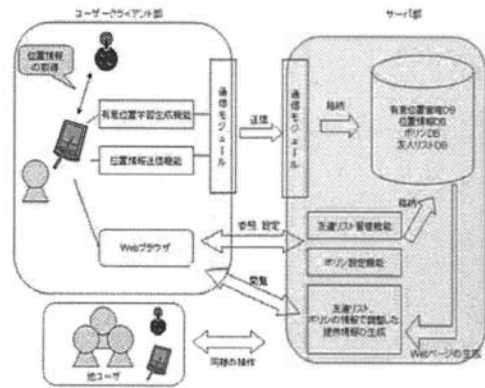 ユーザークライアント部
サーバ部
位置情報
の取得
有意位置学習生成機能
位置情報送信機能
Webブラウザ
通信モジュール
送信
通信モジュール
格納
有意位置管理DB
位置情報DB
ポリシDB
友人リストDB
格納
参照 設定
友達リスト管理機能
ポリシ設定機能
閲覧
友達リスト、
ポリシの情報で調整した
提供情報の生成
Webページの生成
他ユーザ
同様の操作